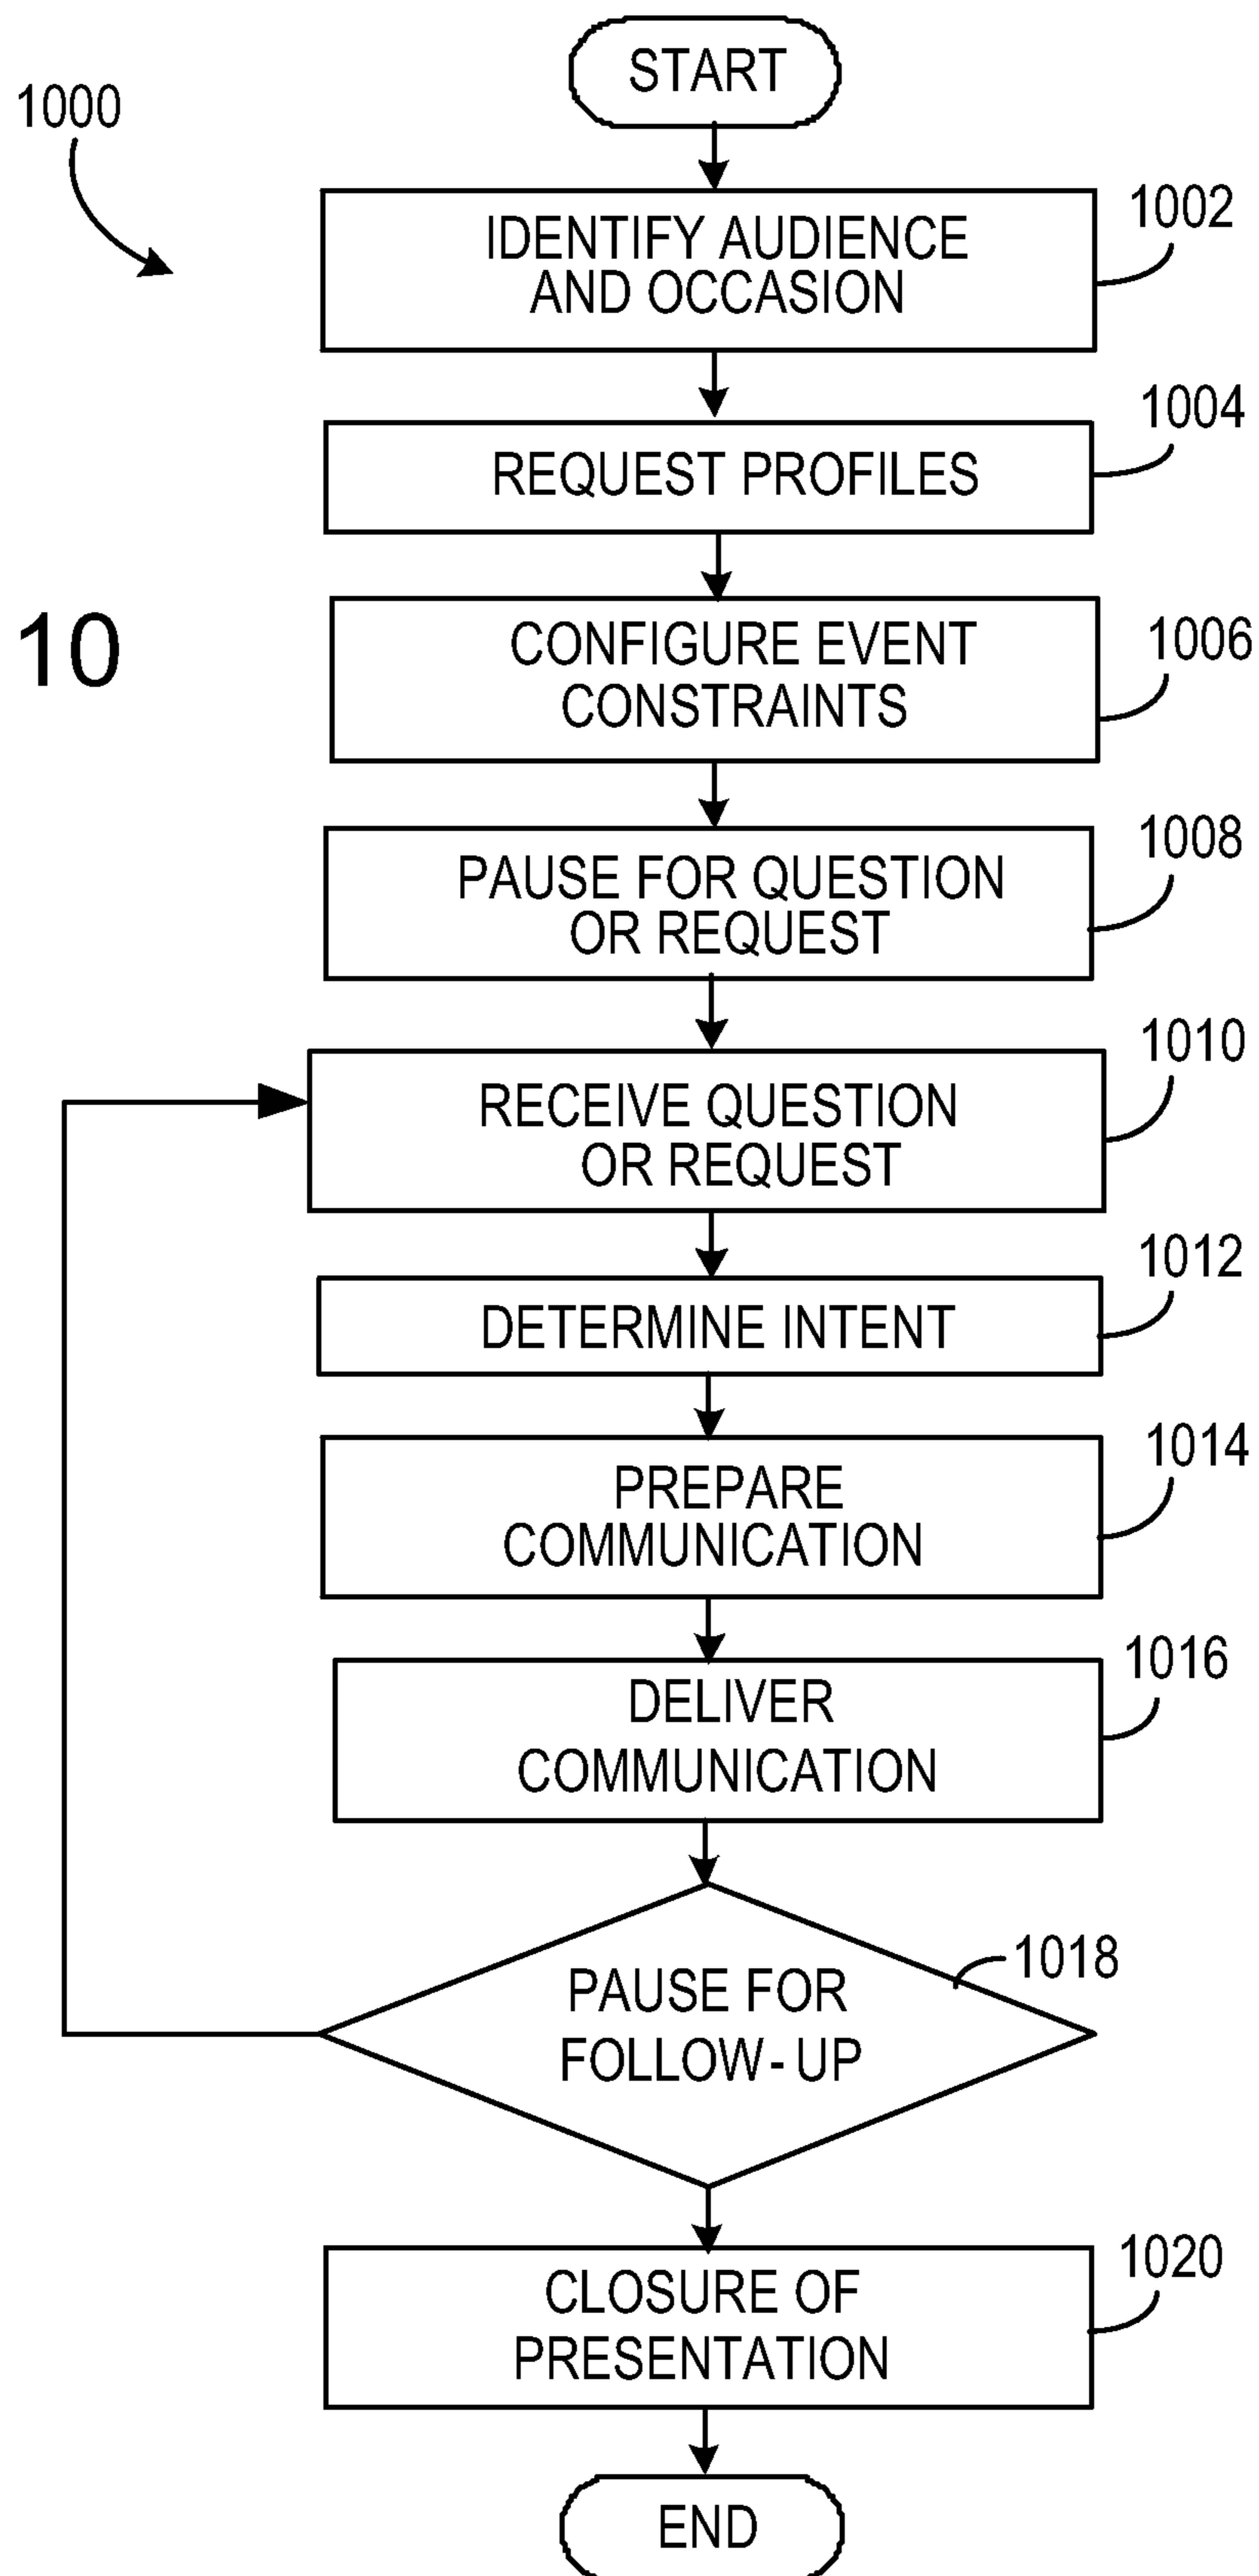 START
1000
1002
IDENTIFY AUDIENCE
AND OCCASION
1004
REQUEST PROFILES
10
1006
CONFIGURE EVENT
CONSTRAINTS
1008
PAUSE FOR QUESTION
OR REQUEST
1010
RECEIVE QUESTION
OR REQUEST
1012
DETERMINE INTENT
1014
PREPARE
COMMUNICATION
1016
DELIVER
COMMUNICATION
1018
PAUSE FOR
FOLLOW-UP
1020
CLOSURE OF
PRESENTATION
END